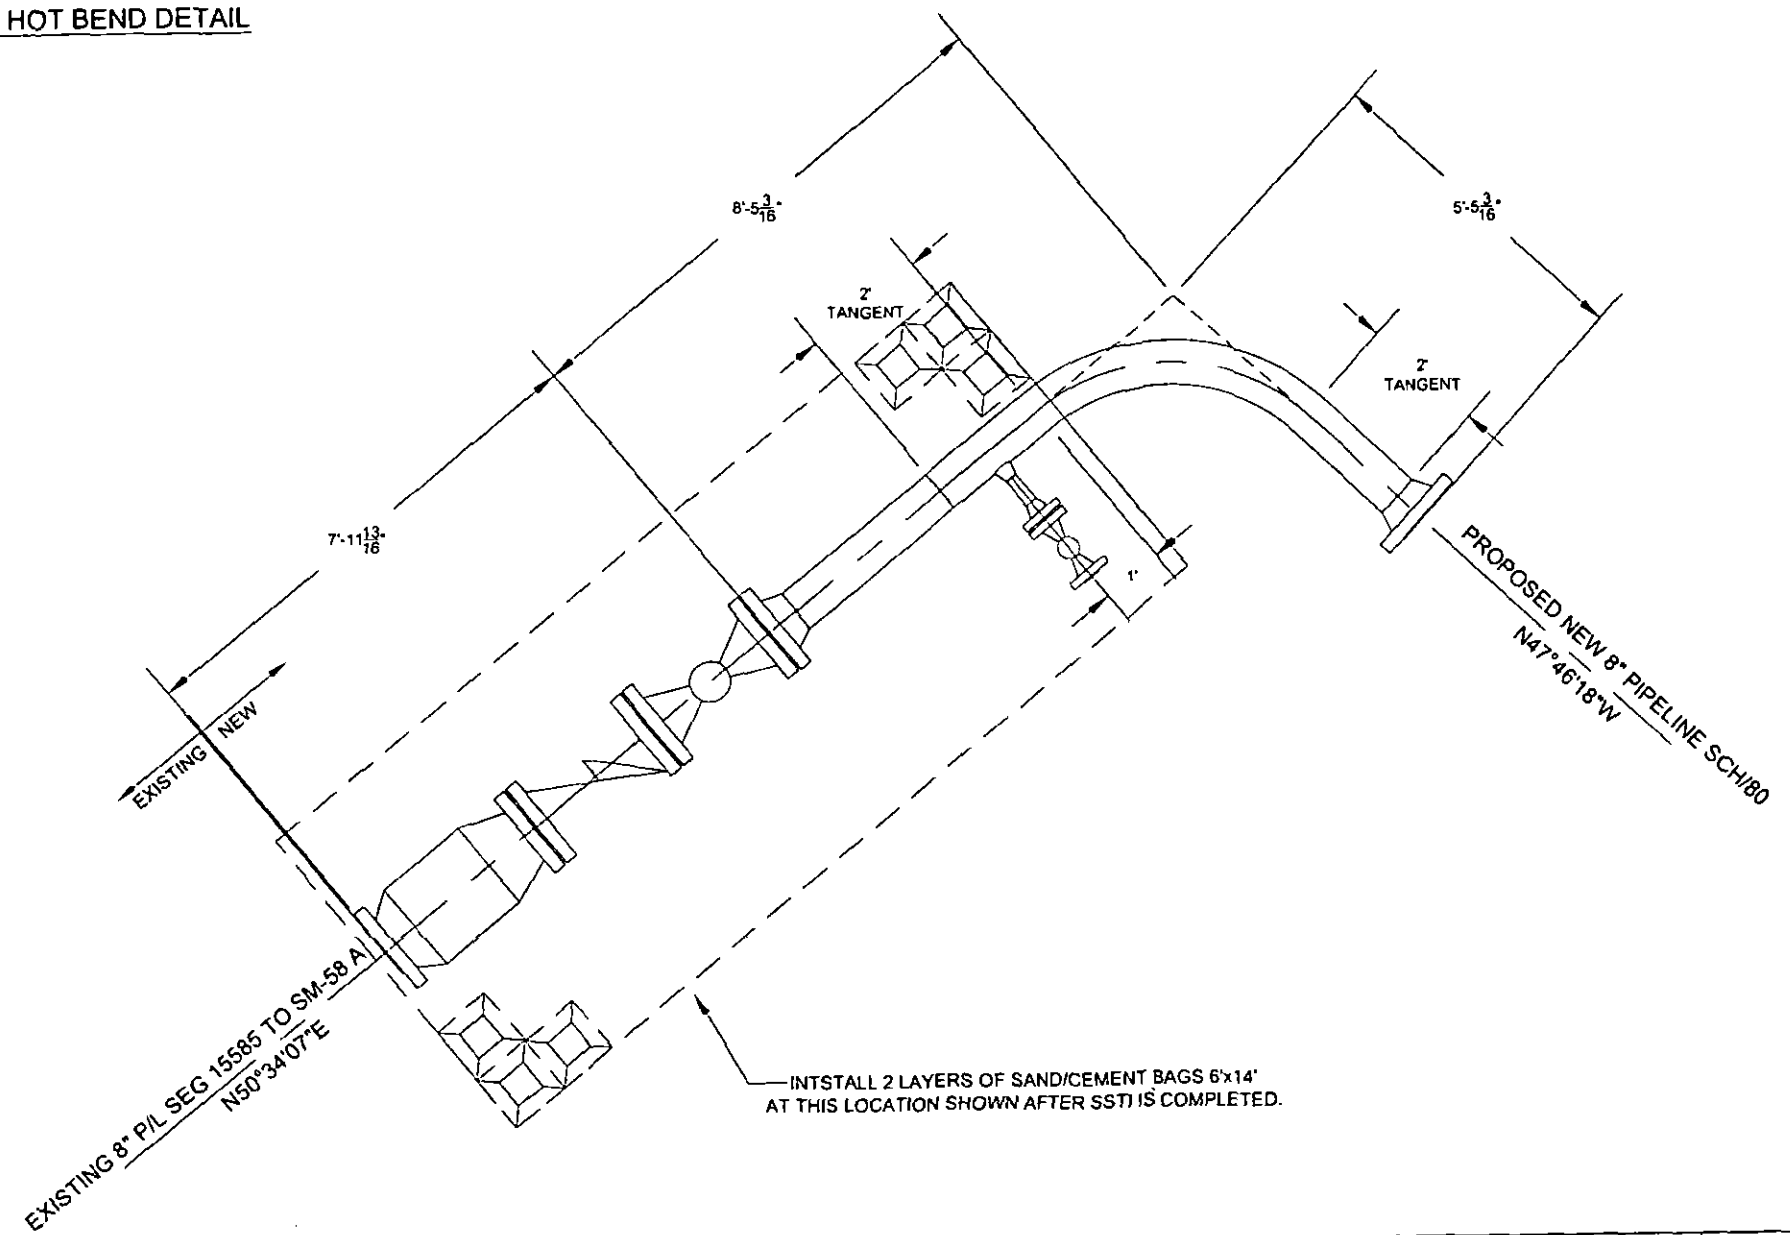 HOT BEND DETAIL
8'-5 3/16"
5'-5 3/16"
2'
TANGENT
2'
TANGENT
7'-11 13/16"
1'
EXISTING
NEW
PROPOSED NEW 8" PIPELINE SCH/80
N47°46'18"W
EXISTING 8" P/L SEG 15585 TO SM-58 A
N50°34'07"E
INTSTALL 2 LAYERS OF SAND/CEMENT BAGS 6'x14'
AT THIS LOCATION SHOWN AFTER SSTI IS COMPLETED.